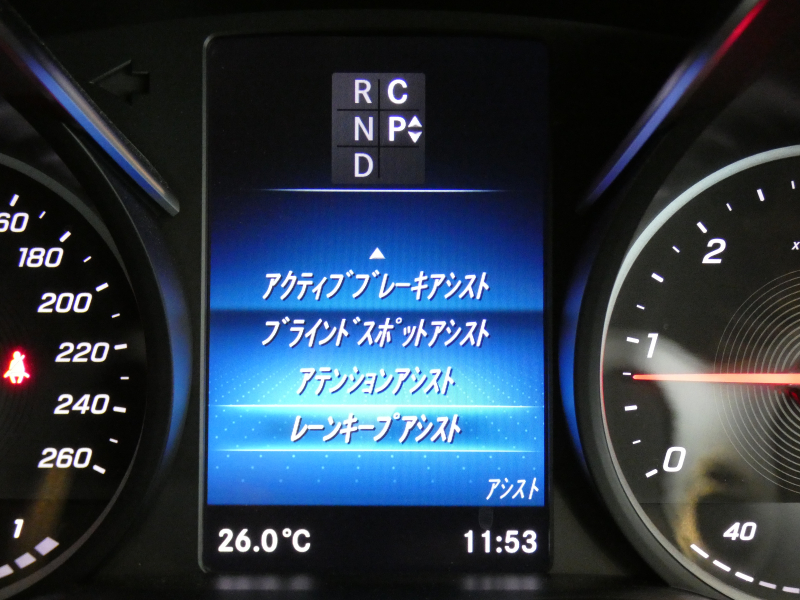 R C
N P
D
アクティブブレーキアシスト
ブラインドスポットアシスト
アテンションアシスト
レーンキープアシスト
アシスト
26.0°C
11:53
60
180
200
220
240
260
1
2
1
0
40
x